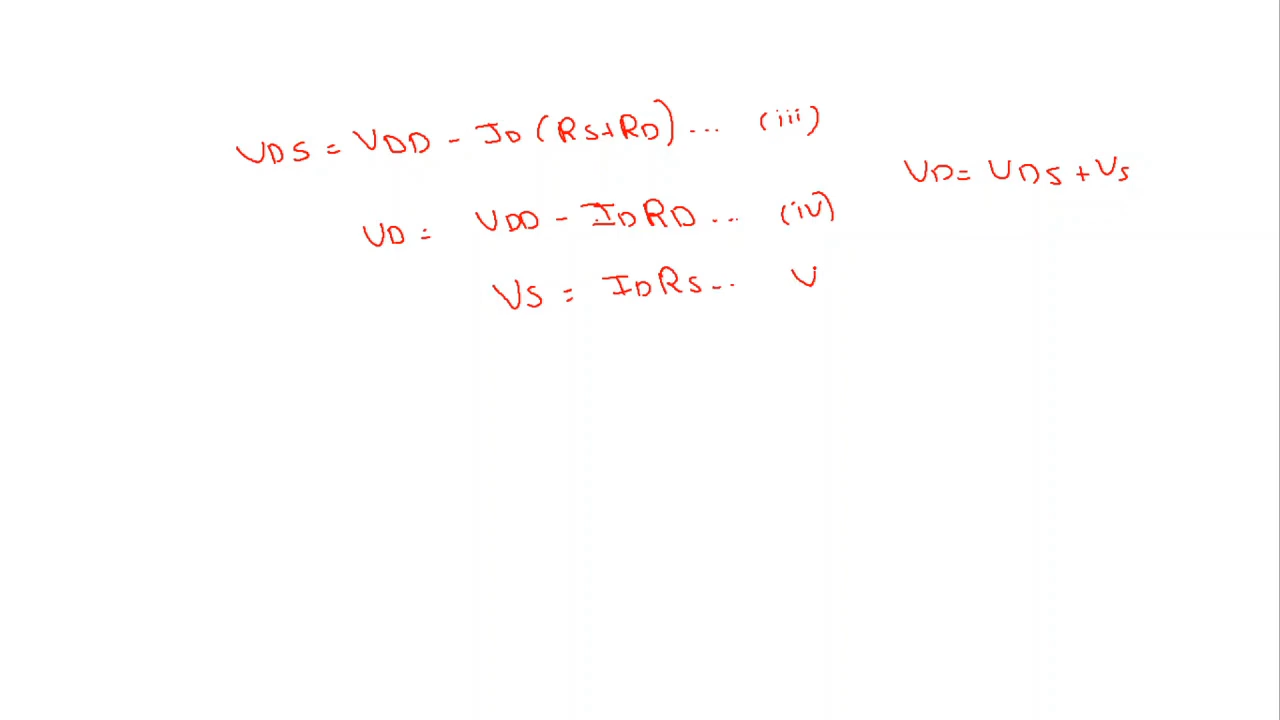 VDS = VDD - ID (RS+RD) ... (iii)
VD = VDS + VS
VD = VDD - IDRD ... (iv)
VS = IDRS ... V